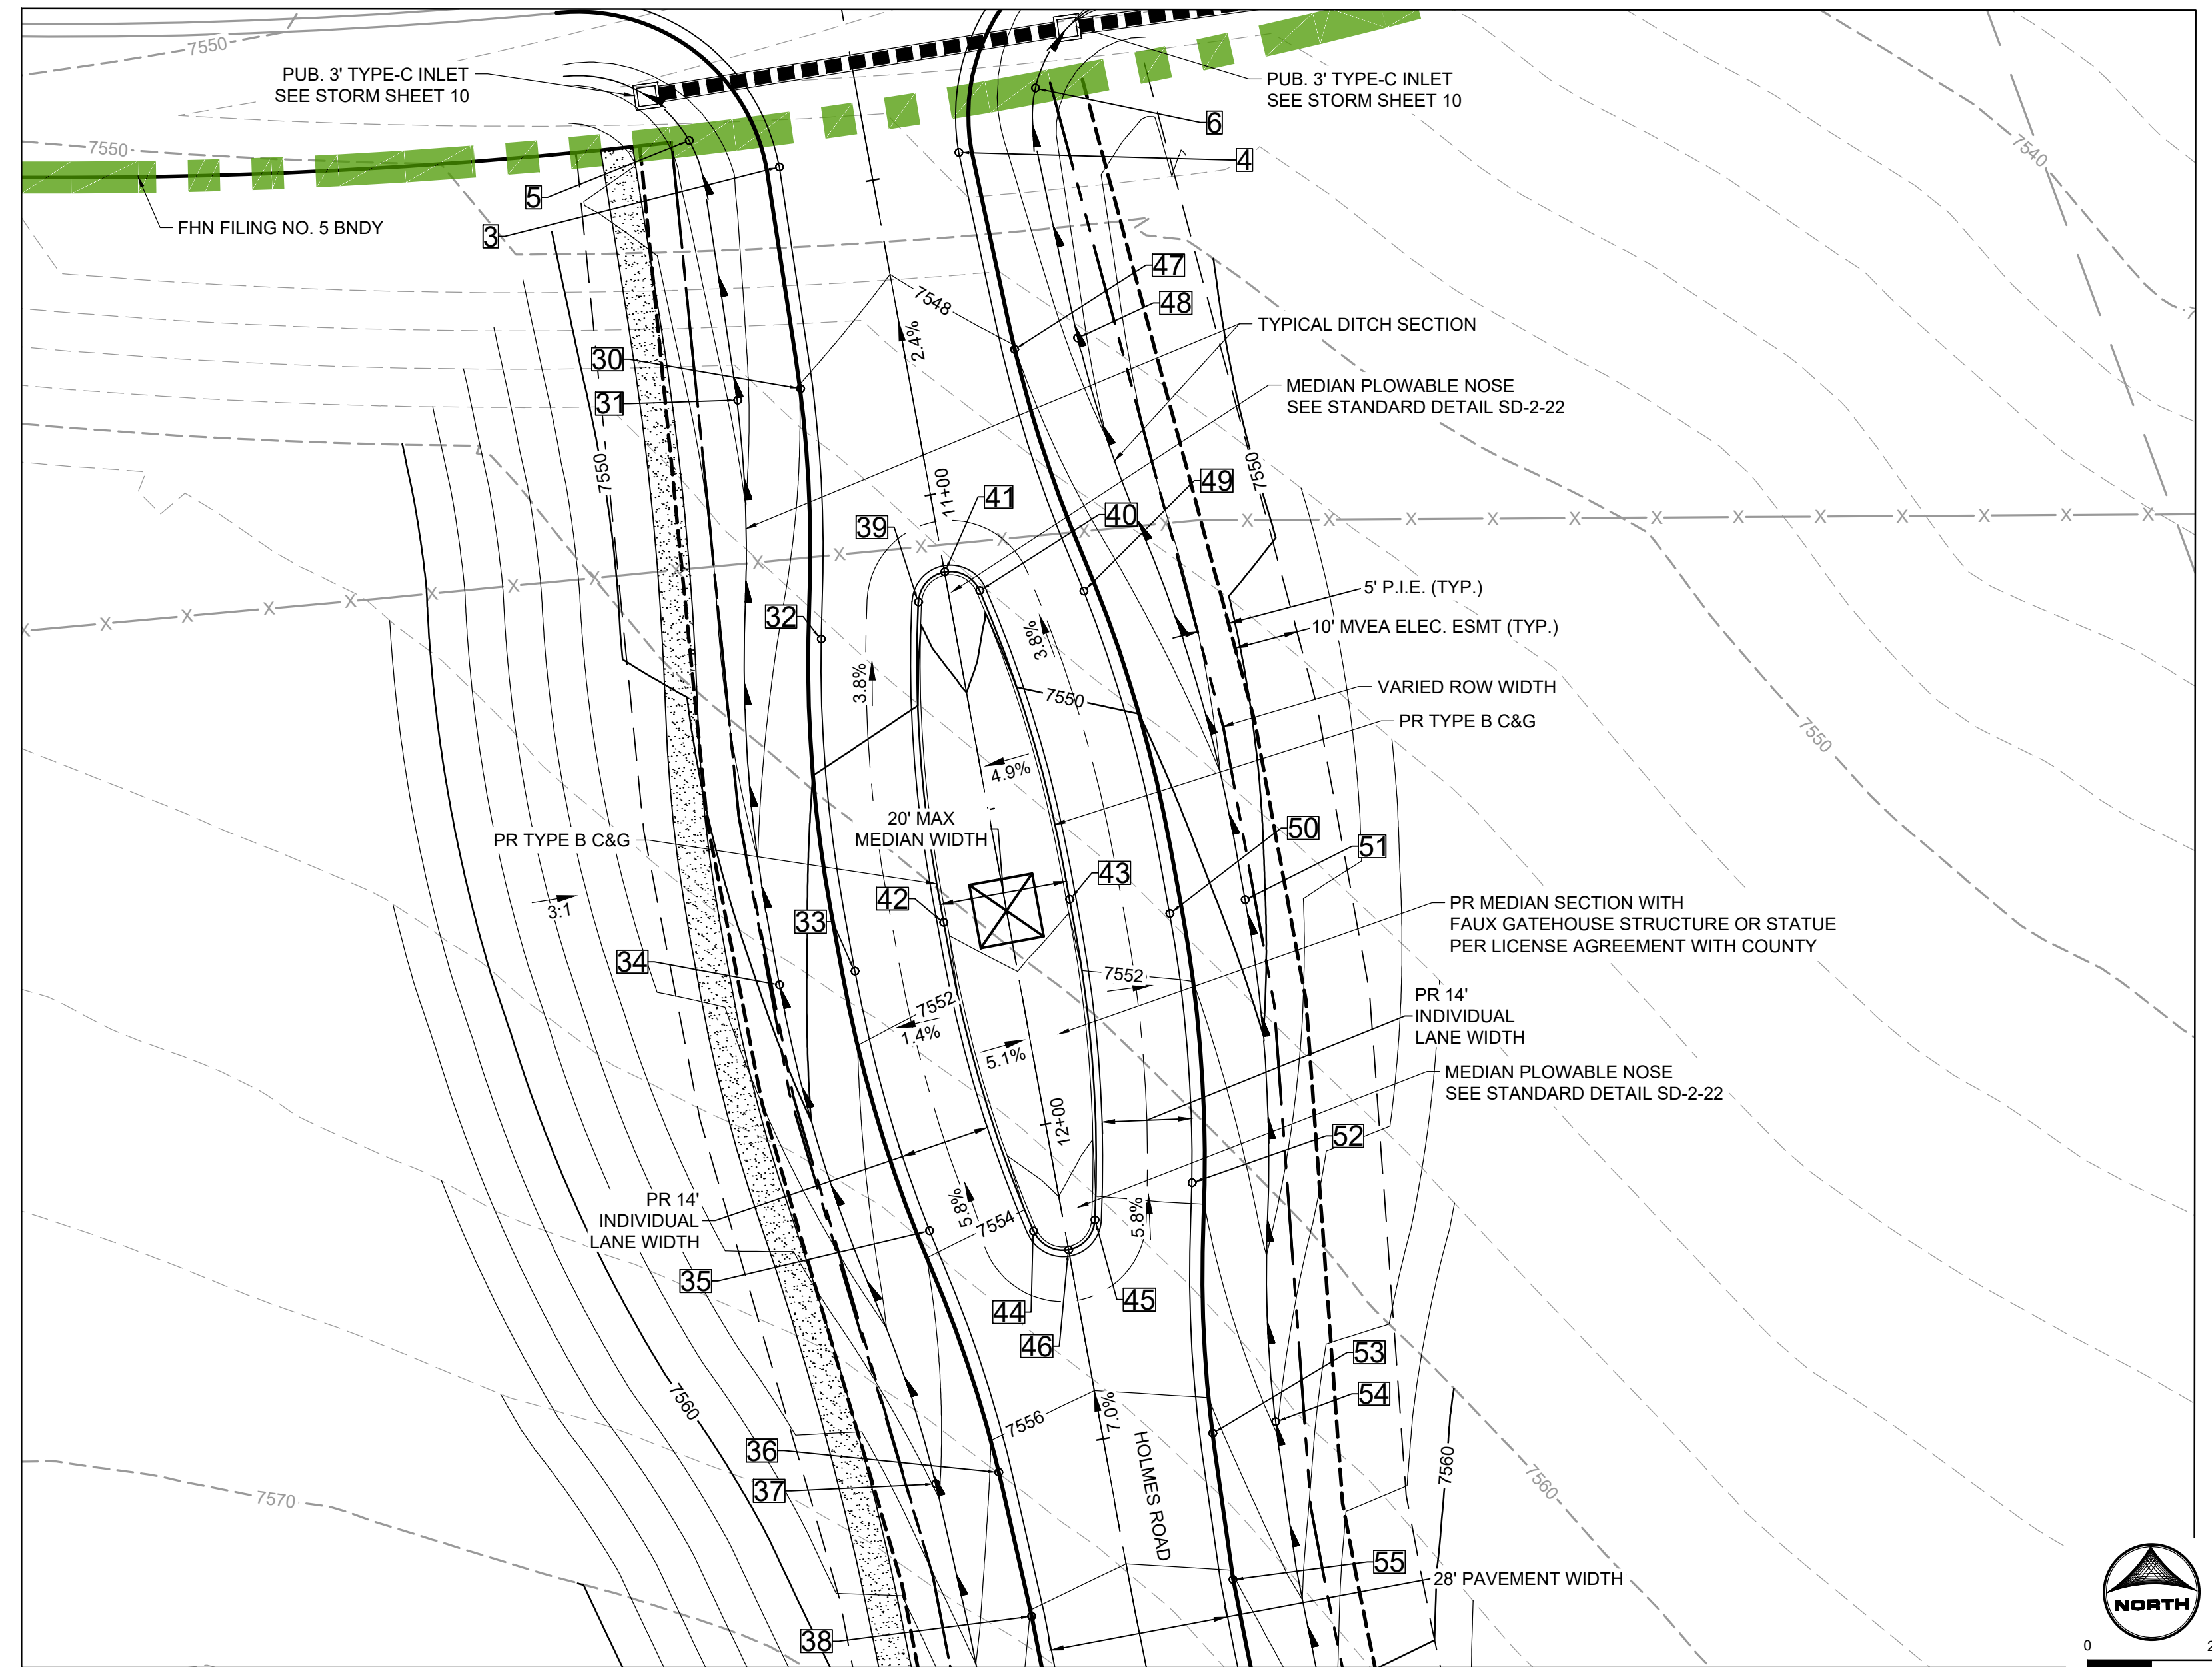 7550
PUB. 3' TYPE-C INLET
SEE STORM SHEET 10
PUB. 3' TYPE-C INLET
SEE STORM SHEET 10
6
4
7550
7540
5
3
FHN FILING NO. 5 BNDY
47
48
7548
TYPICAL DITCH SECTION
2.4%
30
31
MEDIAN PLOWABLE NOSE
SEE STANDARD DETAIL SD-2-22
7550
7550
11+00
41
49
40
39
X X X X X X X X X X X X X X X X X X X X X X X X X X X
5' P.I.E. (TYP.)
32
10' MVEA ELEC. ESMT (TYP.)
3.8%
3.8%
VARIED ROW WIDTH
7550
PR TYPE B C&G
7550
4.9%
20' MAX
MEDIAN WIDTH
PR TYPE B C&G
50
51
43
42
3:1
33
PR MEDIAN SECTION WITH
FAUX GATEHOUSE STRUCTURE OR STATUE
PER LICENSE AGREEMENT WITH COUNTY
34
7552
7552
1.4%
5.1%
PR 14'
INDIVIDUAL
LANE WIDTH
MEDIAN PLOWABLE NOSE
SEE STANDARD DETAIL SD-2-22
12+00
52
PR 14'
INDIVIDUAL
LANE WIDTH
5.8%
7554
5.8%
35
44
45
46
53
54
7560
7.0%
7556
36
37
HOLMES ROAD
7560
7560
7570
55
28' PAVEMENT WIDTH
38
NORTH
0
2